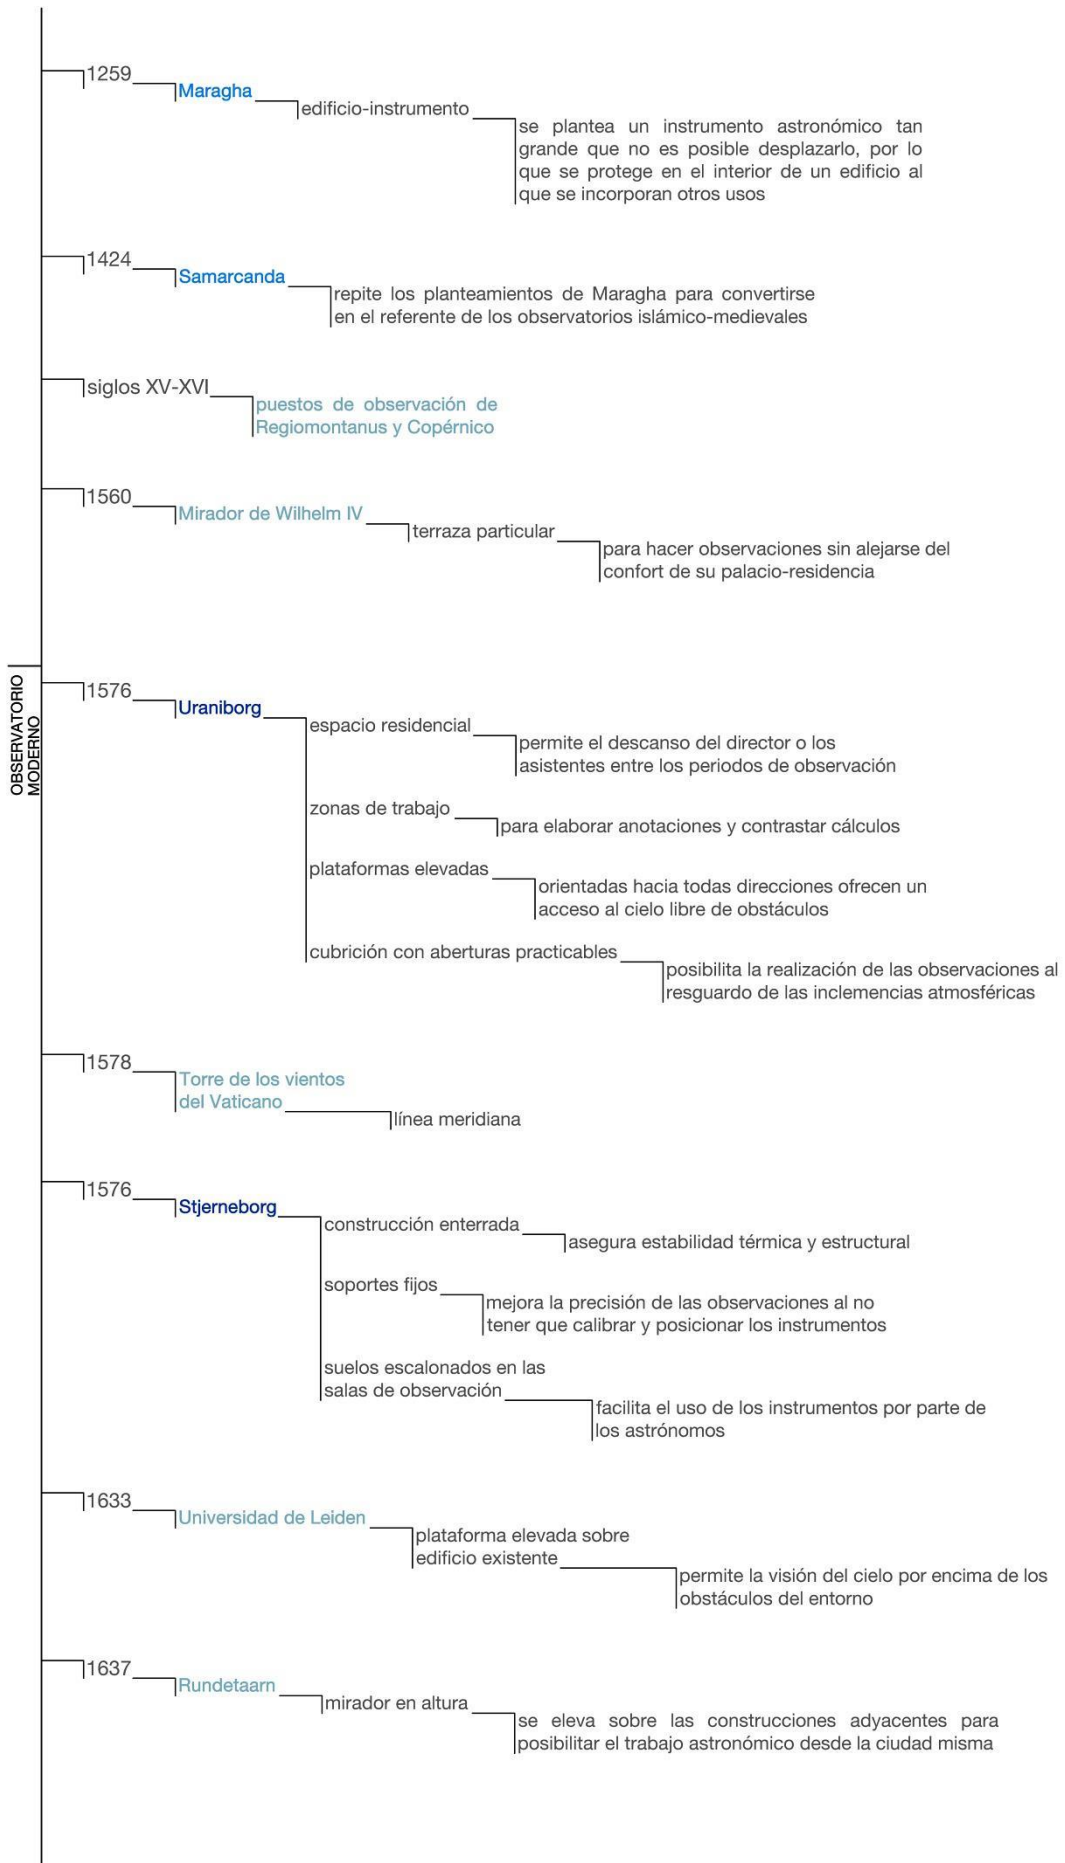 1259
Maragha
edificio-instrumento
se plantea un instrumento astronómico tan
grande que no es posible desplazarlo, por lo
que se protege en el interior de un edificio al
que se incorporan otros usos
1424
Samarcanda
repite los planteamientos de Maragha para convertirse
en el referente de los observatorios islámico-medievales
siglos XV-XVI
puestos de observación de
Regiomontanus y Copérnico
1560
Mirador de Wilhelm IV
terraza particular
para hacer observaciones sin alejarse del
confort de su palacio-residencia
OBSERVATORIO
MODERNO
1576
Uraniborg
espacio residencial
permite el descanso del director o los
asistentes entre los periodos de observación
zonas de trabajo
para elaborar anotaciones y contrastar cálculos
plataformas elevadas
orientadas hacia todas direcciones ofrecen un
acceso al cielo libre de obstáculos
cubrición con aberturas practicables
posibilita la realización de las observaciones al
resguardo de las inclemencias atmosféricas
1578
Torre de los vientos
del Vaticano
línea meridiana
1576
Stjerneborg
construcción enterrada
asegura estabilidad térmica y estructural
soportes fijos
mejora la precisión de las observaciones al no
tener que calibrar y posicionar los instrumentos
suelos escalonados en las
salas de observación
facilita el uso de los instrumentos por parte de
los astrónomos
1633
Universidad de Leiden
plataforma elevada sobre
edificio existente
permite la visión del cielo por encima de los
obstáculos del entorno
1637
Rundetaarn
mirador en altura
se eleva sobre las construcciones adyacentes para
posibilitar el trabajo astronómico desde la ciudad misma